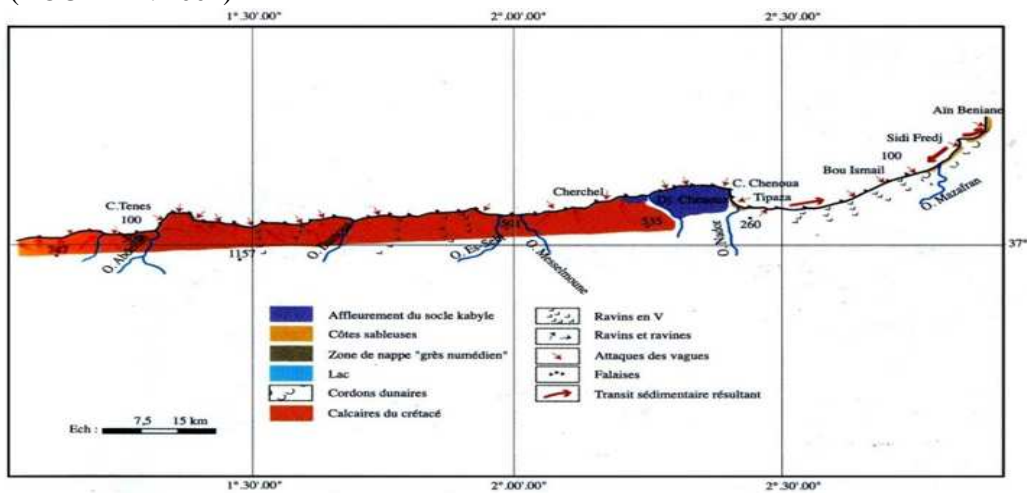 1° 30'.00"
2° 00'.00"
2° 30'.00"
Aïn Beniane
Sidi Fredj
100
Bou Ismail
O. Mazafran
C. Chenoua
Tipaza
Cherchel
Dj. Chenoua
C.Tenes
100
535
260
O. Nador
37°
1157
O. Es-Sebt
O. Messelmoune
Affleurement du socle kabyle
Côtes sableuses
Zone de nappe "grès numédien"
Lac
Cordons dunaires
Calcaires du crétacé
Ravins en V
Ravins et ravines
Attaques des vagues
Falaises
Transit sédimentaire résultant
Ech :
7,5
15 km
1° 30'.00"
2° 00'.00"
2° 30'.00"